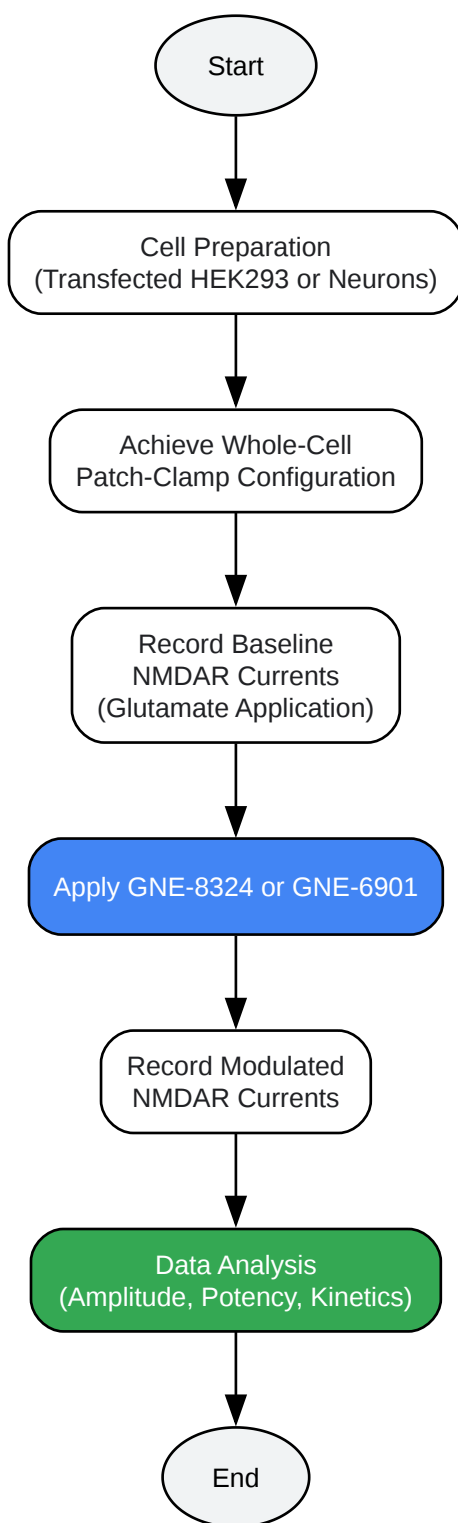 Start
Cell Preparation
(Transfected HEK293 or Neurons)
Achieve Whole-Cell
Patch-Clamp Configuration
Record Baseline
NMDAR Currents
(Glutamate Application)
Apply GNE-8324 or GNE-6901
Record Modulated
NMDAR Currents
Data Analysis
(Amplitude, Potency, Kinetics)
End